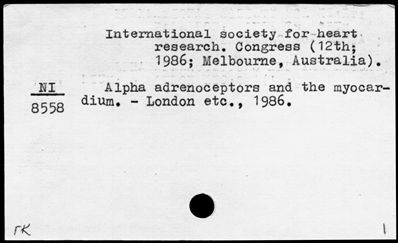 International society for heart
research. Congress (12th;
1986; Melbourne, Australia).
NI
8558
Alpha adrenoceptors and the myocar-
dium. - London etc., 1986.
ГК
1